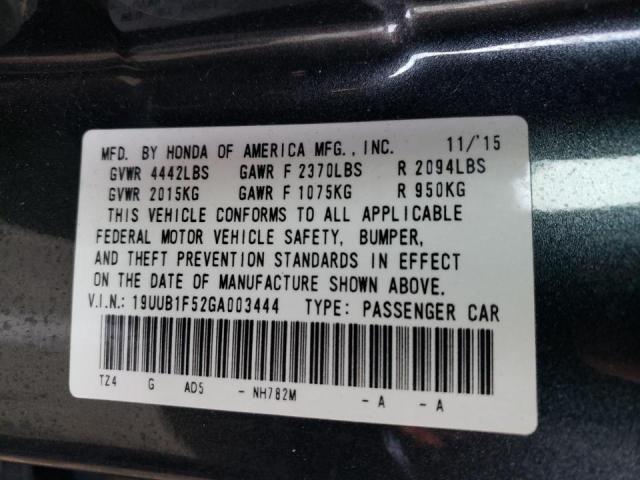 MFD. BY HONDA OF AMERICA MFG., INC. 11/'15
GVWR 4442LBS GAWR F 2370LBS R 2094LBS
GVWR 2015KG GAWR F 1075KG R 950KG
THIS VEHICLE CONFORMS TO ALL APPLICABLE
FEDERAL MOTOR VEHICLE SAFETY, BUMPER,
AND THEFT PREVENTION STANDARDS IN EFFECT
ON THE DATE OF MANUFACTURE SHOWN ABOVE.
V.I.N.: 19UUB1F52GA003444 TYPE: PASSENGER CAR
TZ4 G AD5 - NH782M - A - A